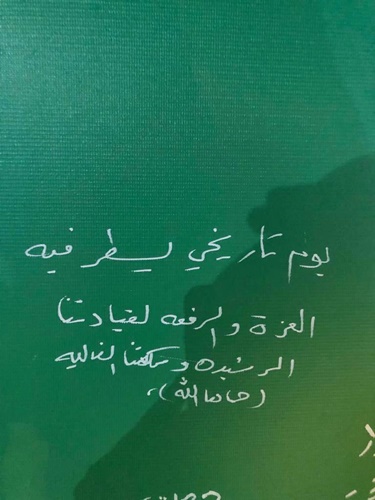 يوم تاريخي يسطر فيه
العزة والرفعه لقيادتنا
الرشيده ومملكتنا الغاليه
(حماها الله)،